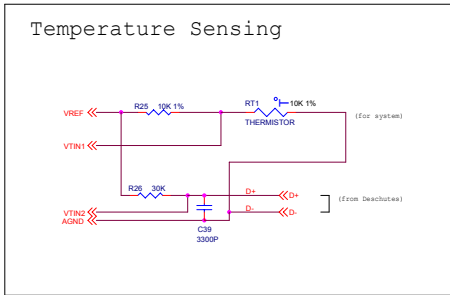 Temperature Sensing
R25 10K 1%
RT1 10K 1%
VREF
THERMISTOR
(for system)
VTIN1
R26 30K
D+ D+
(from Deschutes)
D- D-
VTIN2
AGND
C39
3300P